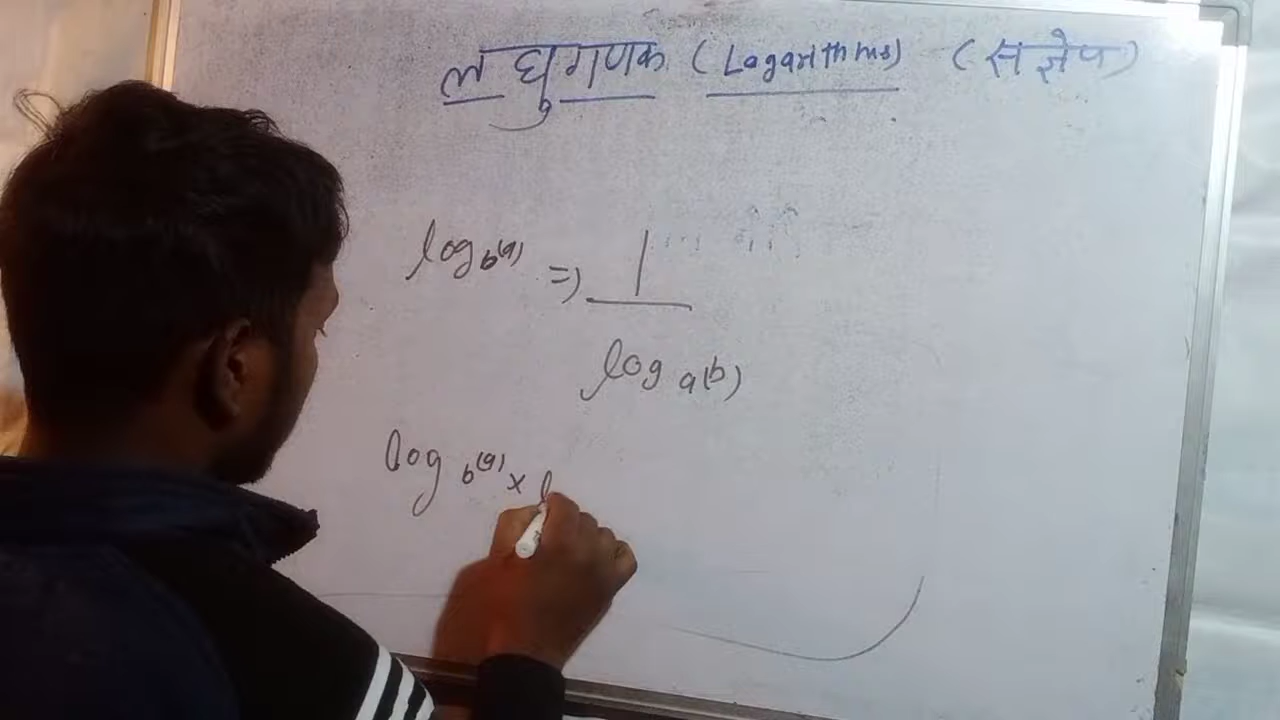 लघुगणक (Logarithms) (संक्षेप)
log b(a) => 1
log a(b)
log b(a) × l